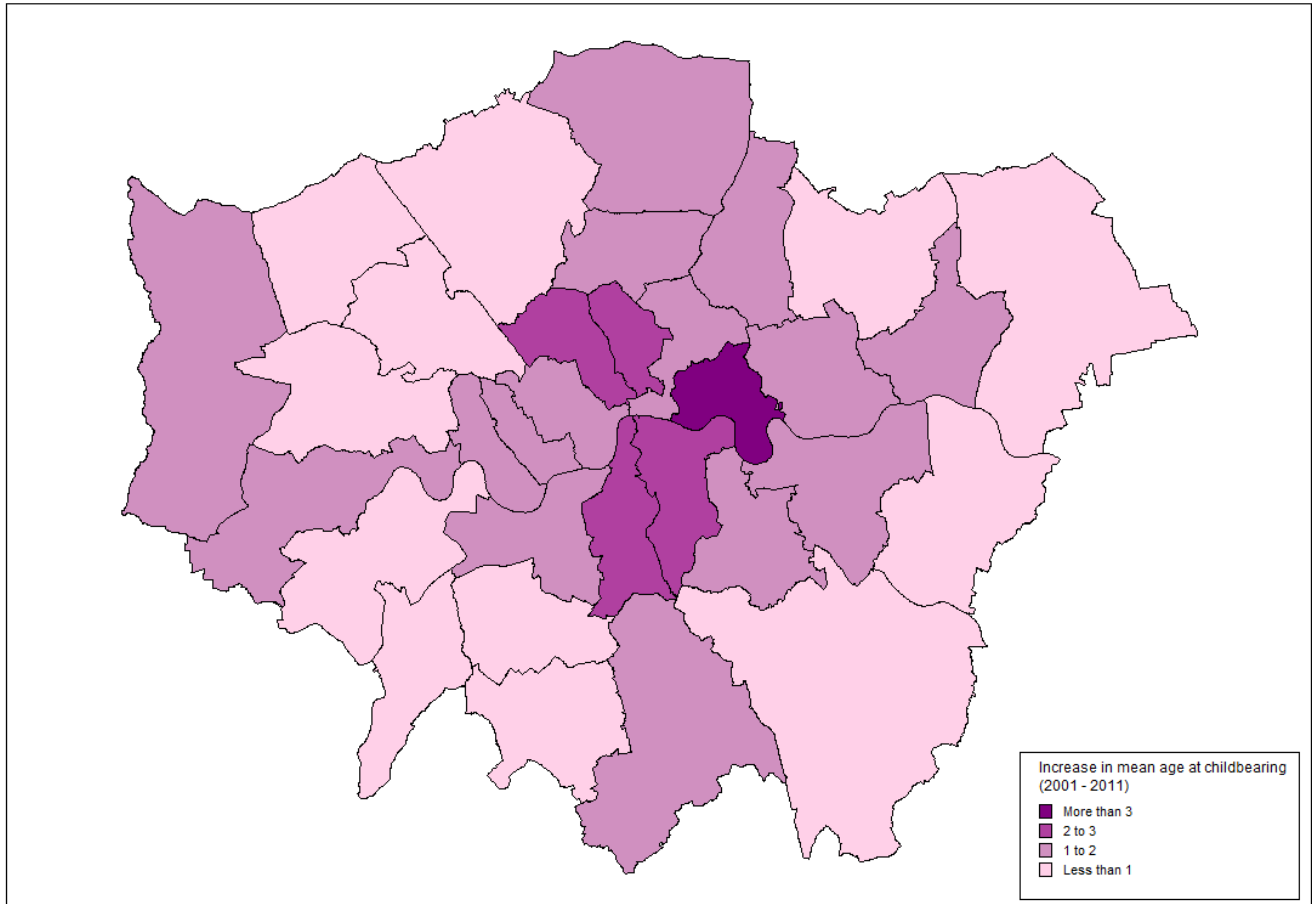 Increase in mean age at childbearing
(2001 - 2011)
More than 3
2 to 3
1 to 2
Less than 1